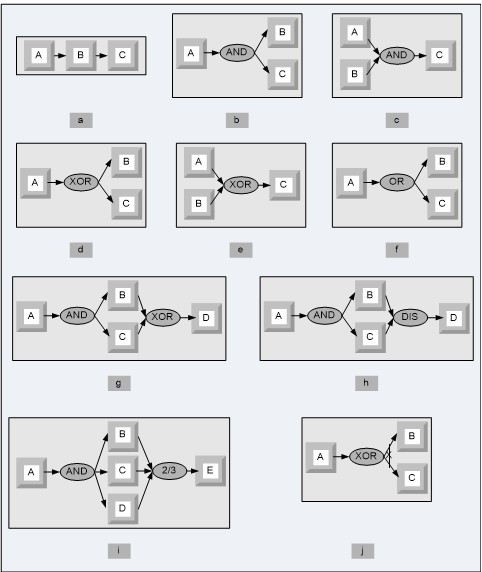 A B C
a
A AND B C
b
A B AND C
c
A XOR B C
d
A B XOR C
e
A OR B C
f
A AND B C XOR D
g
A AND B C DIS D
h
A AND B C D 2/3 E
i
A XOR B C
j